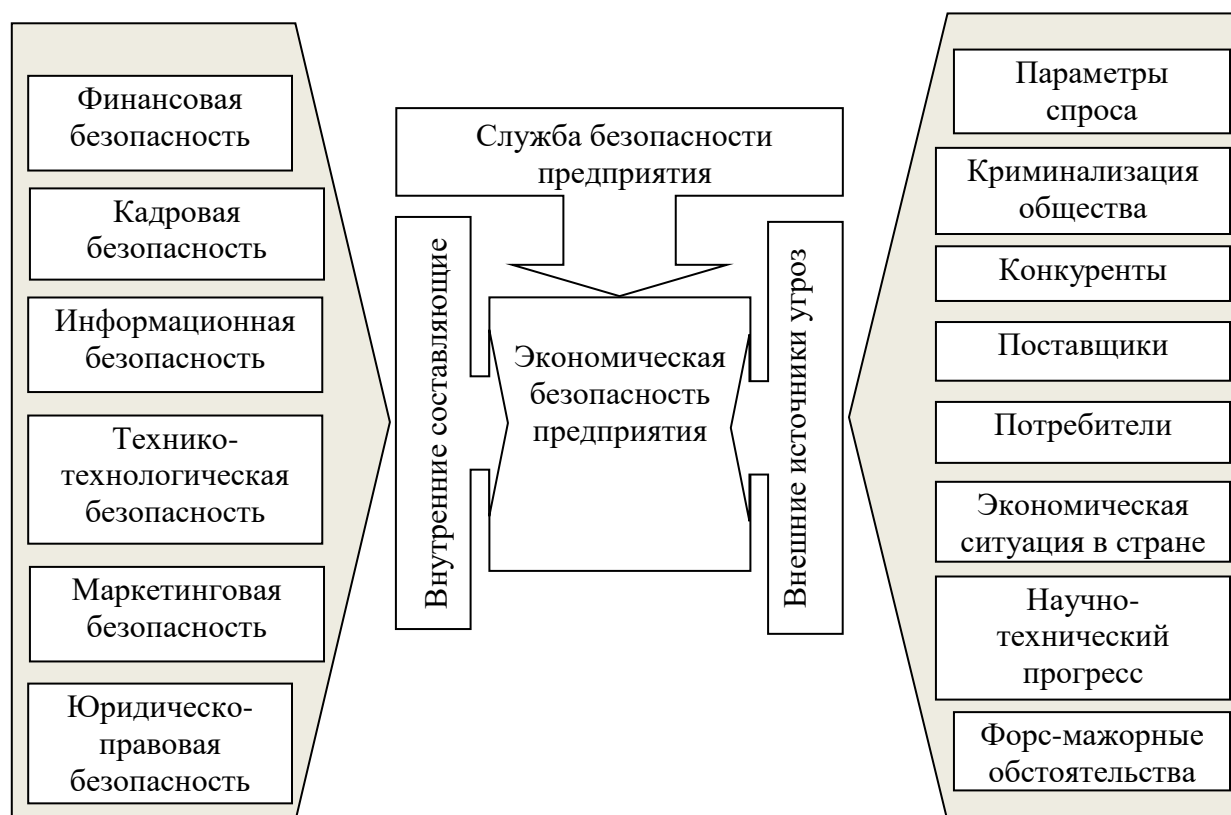 Финансовая
безопасность
Кадровая
безопасность
Информационная
безопасность
Технико-
технологическая
безопасность
Маркетинговая
безопасность
Юридическо-
правовая
безопасность
Служба безопасности
предприятия
Внутренние составляющие
Экономическая
безопасность
предприятия
Внешние источники угроз
Параметры
спроса
Криминализация
общества
Конкуренты
Поставщики
Потребители
Экономическая
ситуация в стране
Научно-
технический
прогресс
Форс-мажорные
обстоятельства